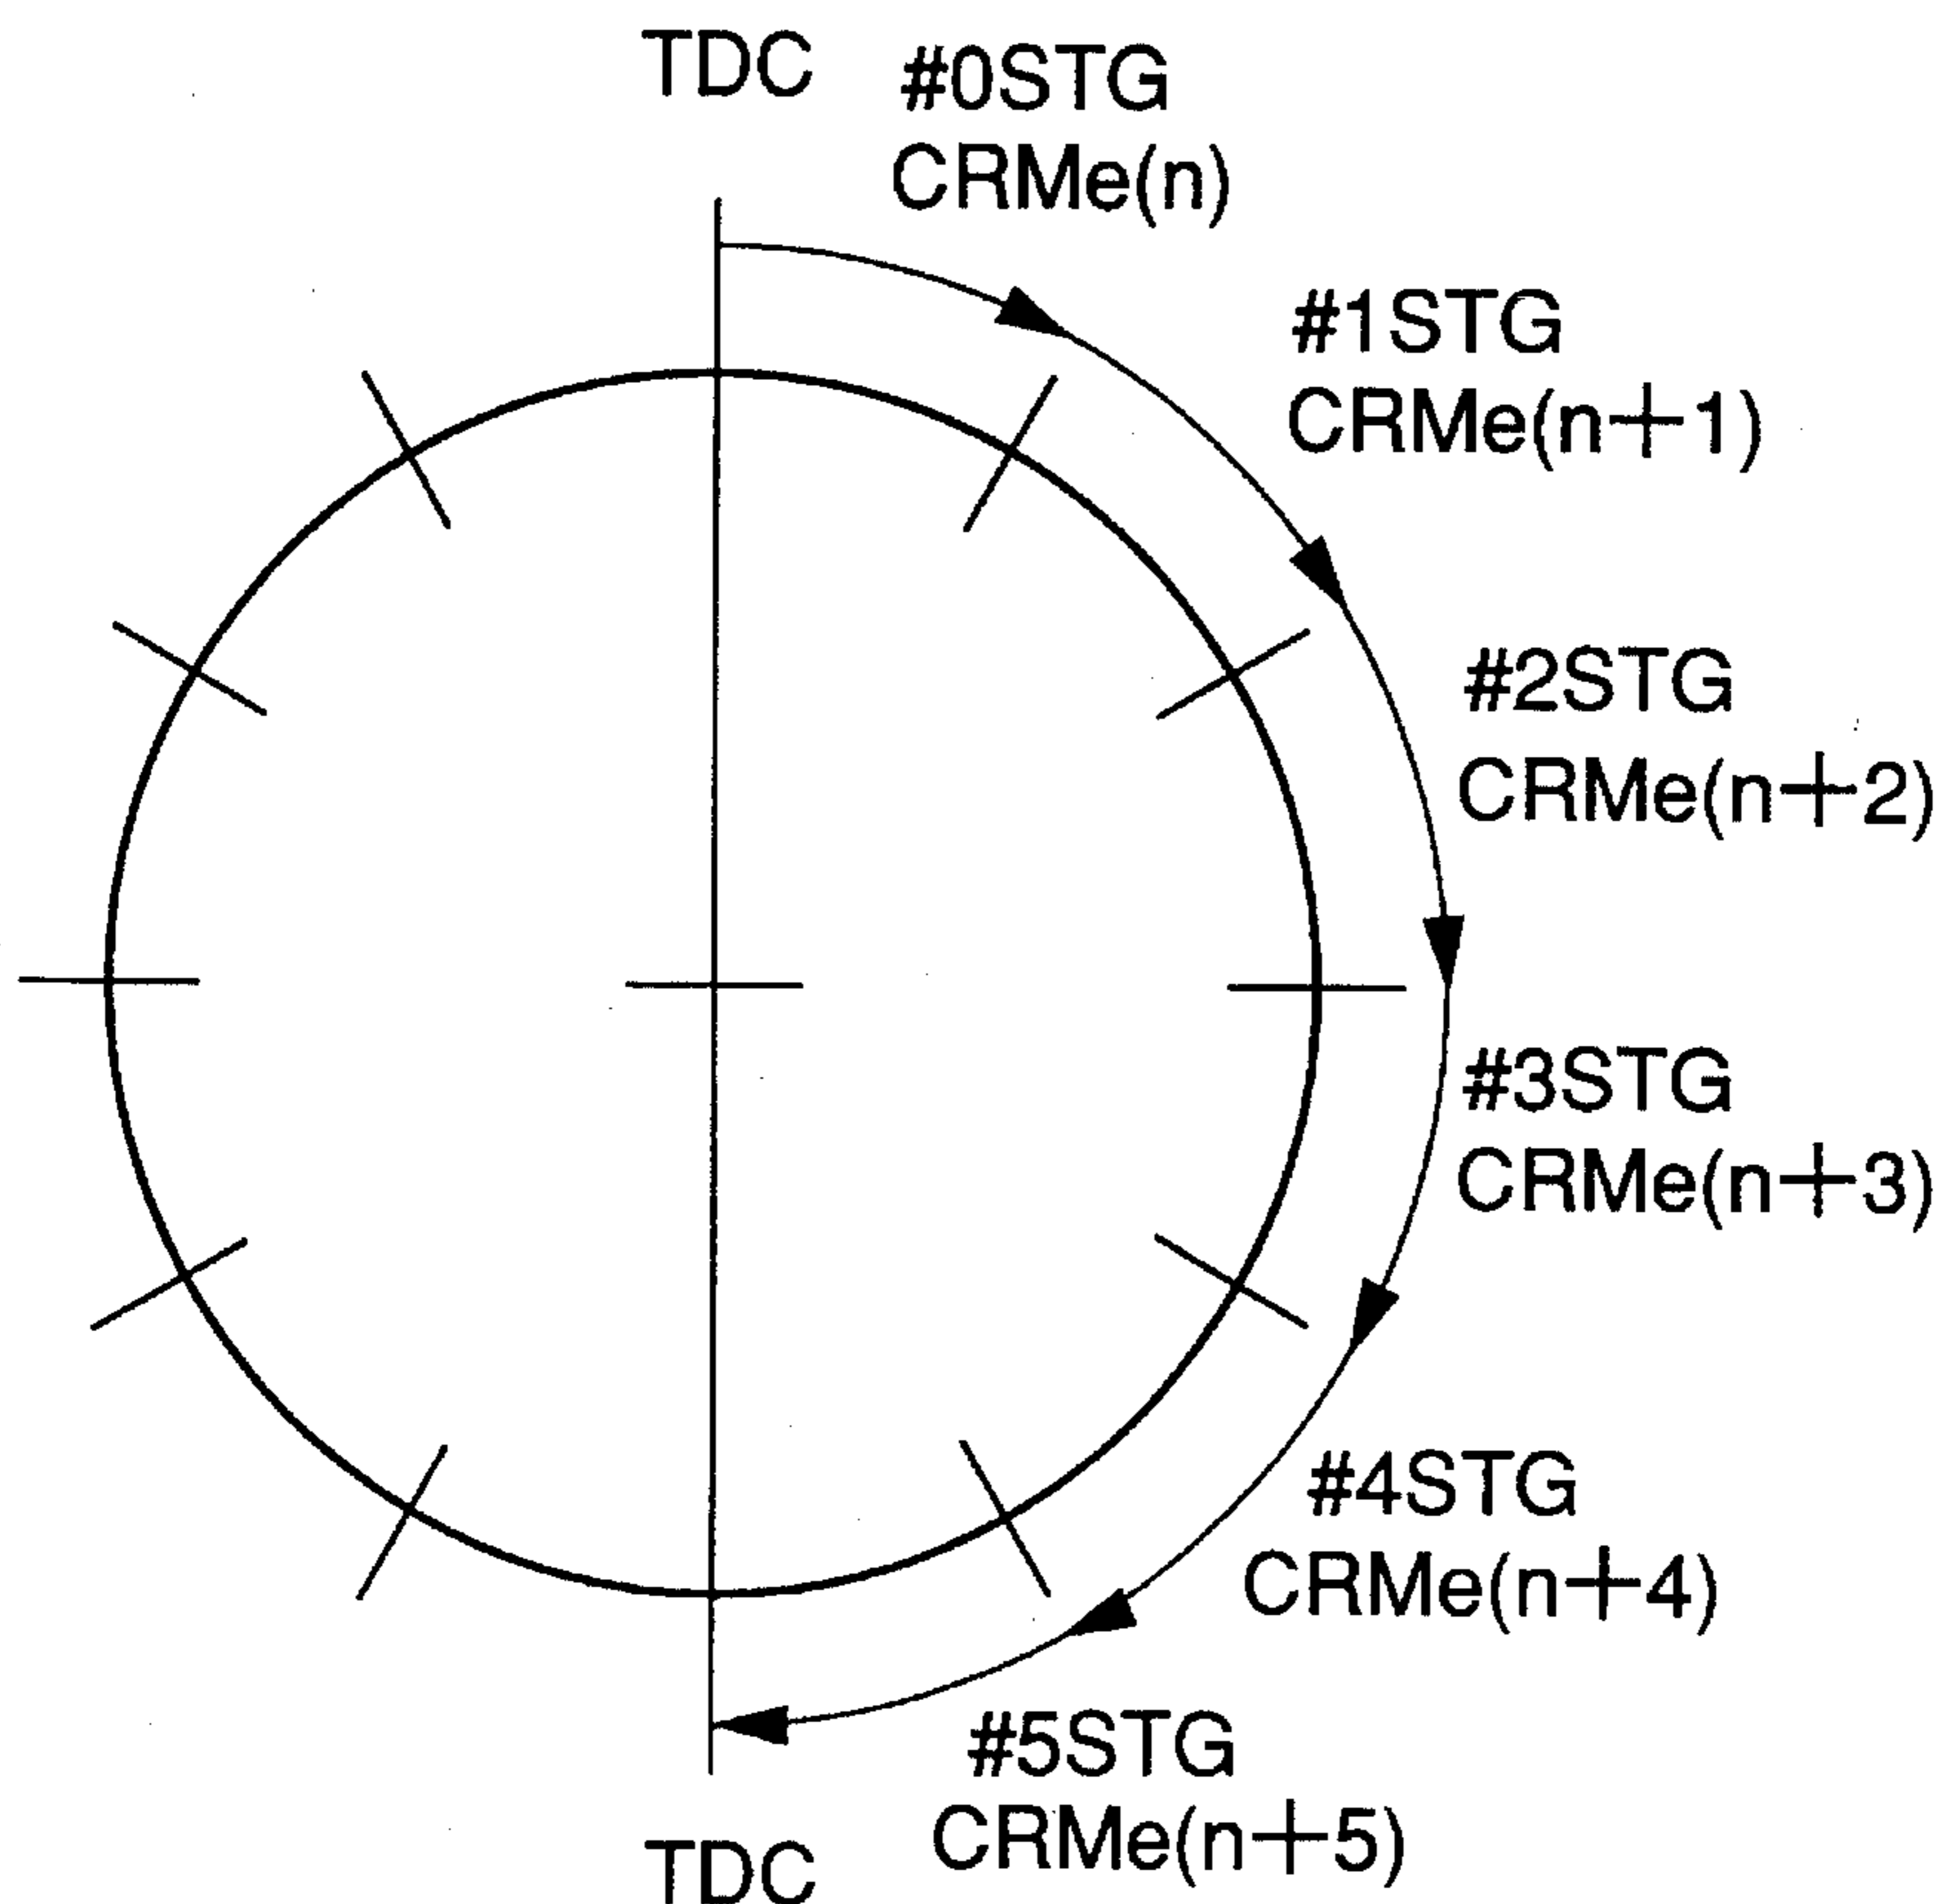 TDC
#0STG
CRMe(n)
#1STG
CRMe(n+1)
#2STG
CRMe(n+2)
#3STG
CRMe(n+3)
#4STG
CRMe(n+4)
#5STG
CRMe(n+5)
TDC